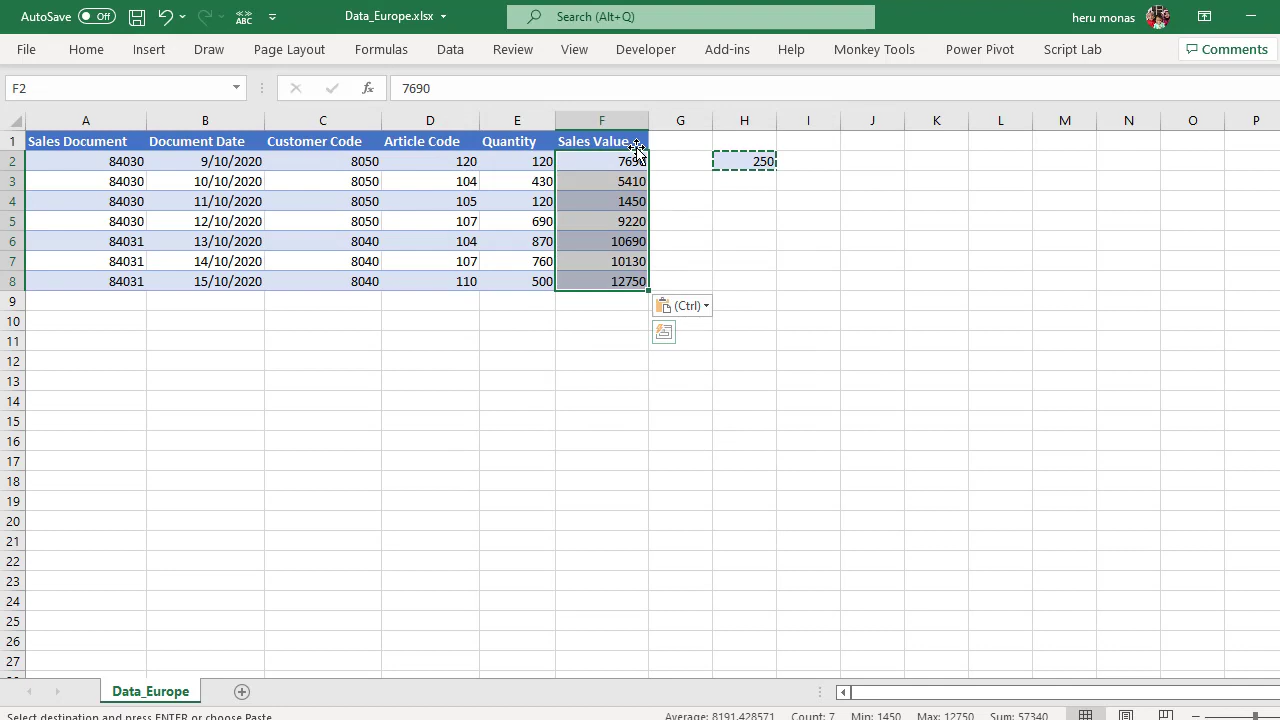 AutoSave Off Data_Europe.xlsx Search (Alt+Q) heru monas
File Home Insert Draw Page Layout Formulas Data Review View Developer Add-ins Help Monkey Tools Power Pivot Script Lab Comments
F2 fx 7690
A B C D E F G H I J K L M N O P
1 Sales Document Document Date Customer Code Article Code Quantity Sales Value
2 84030 9/10/2020 8050 120 120 7690 250
3 84030 10/10/2020 8050 104 430 5410
4 84030 11/10/2020 8050 105 120 1450
5 84030 12/10/2020 8050 107 690 9220
6 84031 13/10/2020 8040 104 870 10690
7 84031 14/10/2020 8040 107 760 10130
8 84031 15/10/2020 8040 110 500 12750
9
(Ctrl)
10
11
12
13
14
15
16
17
18
19
20
21
22
23
24
25
26
27
Data_Europe
Select destination and press ENTER or choose Paste Average: 8191.428571 Count: 7 Min: 1450 Max: 12750 Sum: 57340